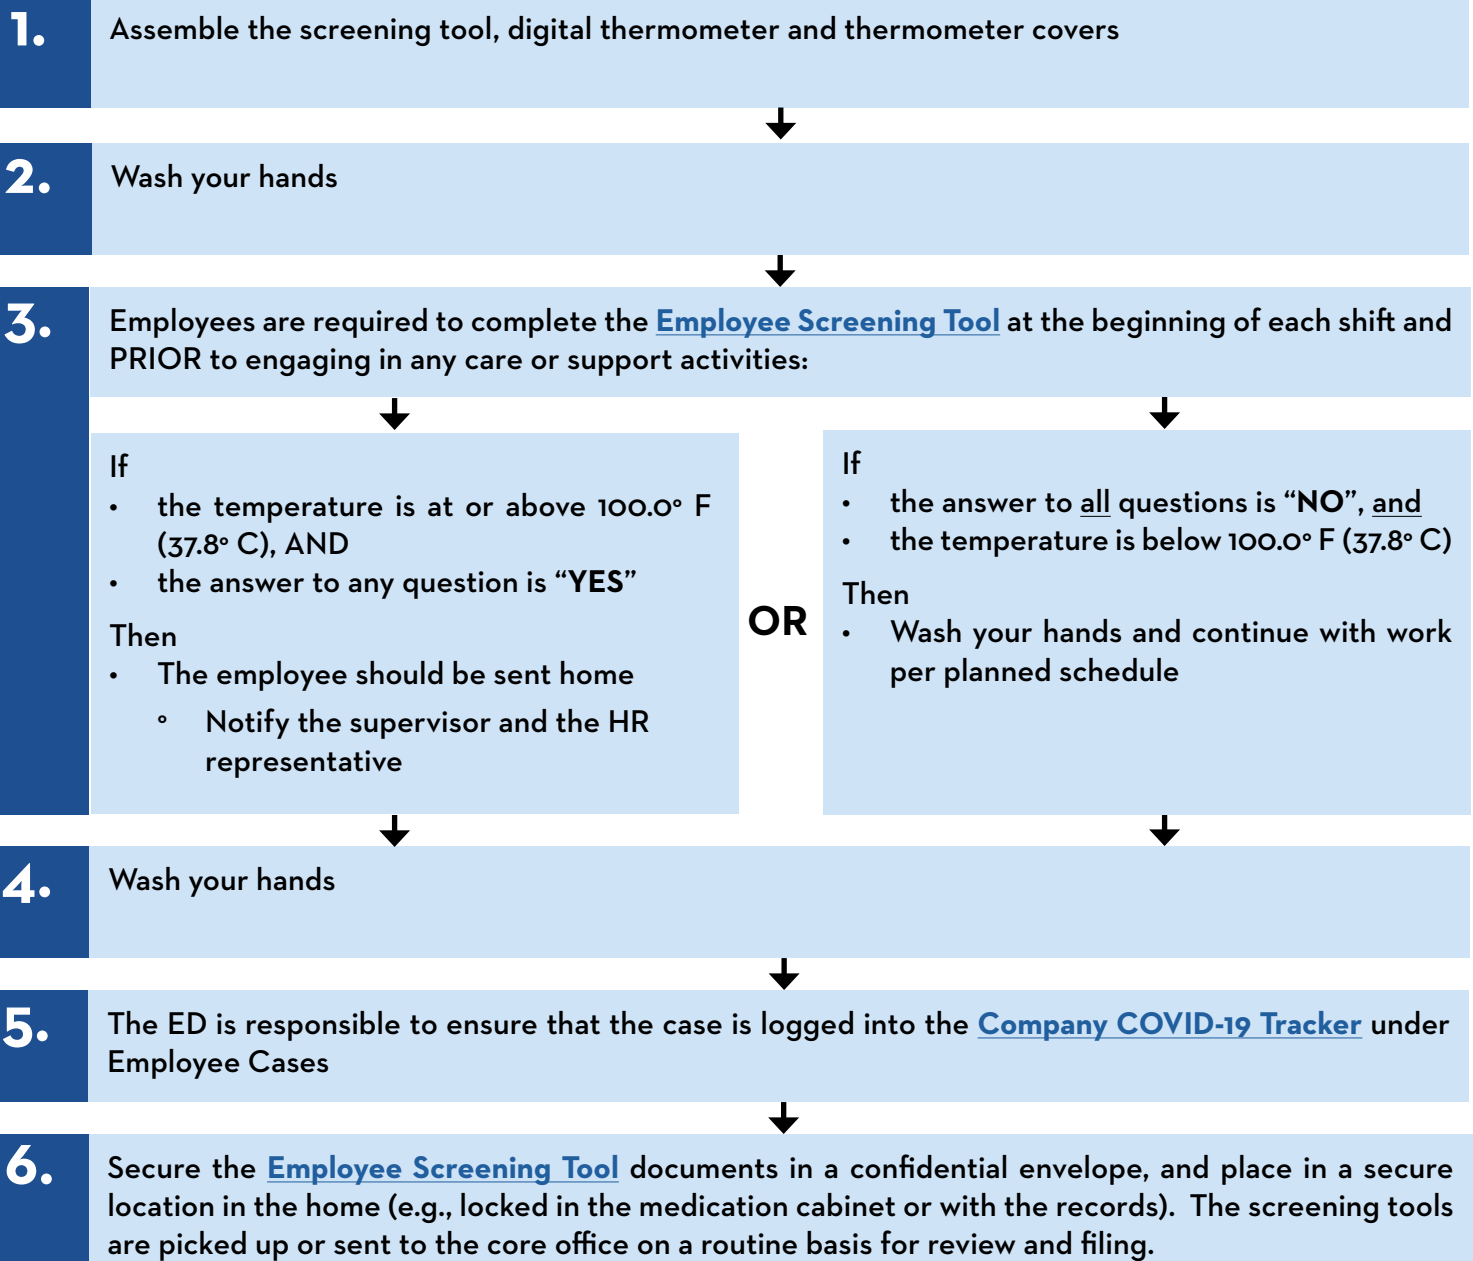 1.
Assemble the screening tool, digital thermometer and thermometer covers
2.
Wash your hands
3.
Employees are required to complete the Employee Screening Tool at the beginning of each shift and
PRIOR to engaging in any care or support activities:
If
• the temperature is at or above 100.0° F
(37.8° C), AND
• the answer to any question is “YES”
Then
• The employee should be sent home
° Notify the supervisor and the HR
representative
OR
If
• the answer to all questions is “NO”, and
• the temperature is below 100.0° F (37.8° C)
Then
• Wash your hands and continue with work
per planned schedule
4.
Wash your hands
5.
The ED is responsible to ensure that the case is logged into the Company COVID-19 Tracker under
Employee Cases
6.
Secure the Employee Screening Tool documents in a confidential envelope, and place in a secure
location in the home (e.g., locked in the medication cabinet or with the records).  The screening tools
are picked up or sent to the core office on a routine basis for review and filing.